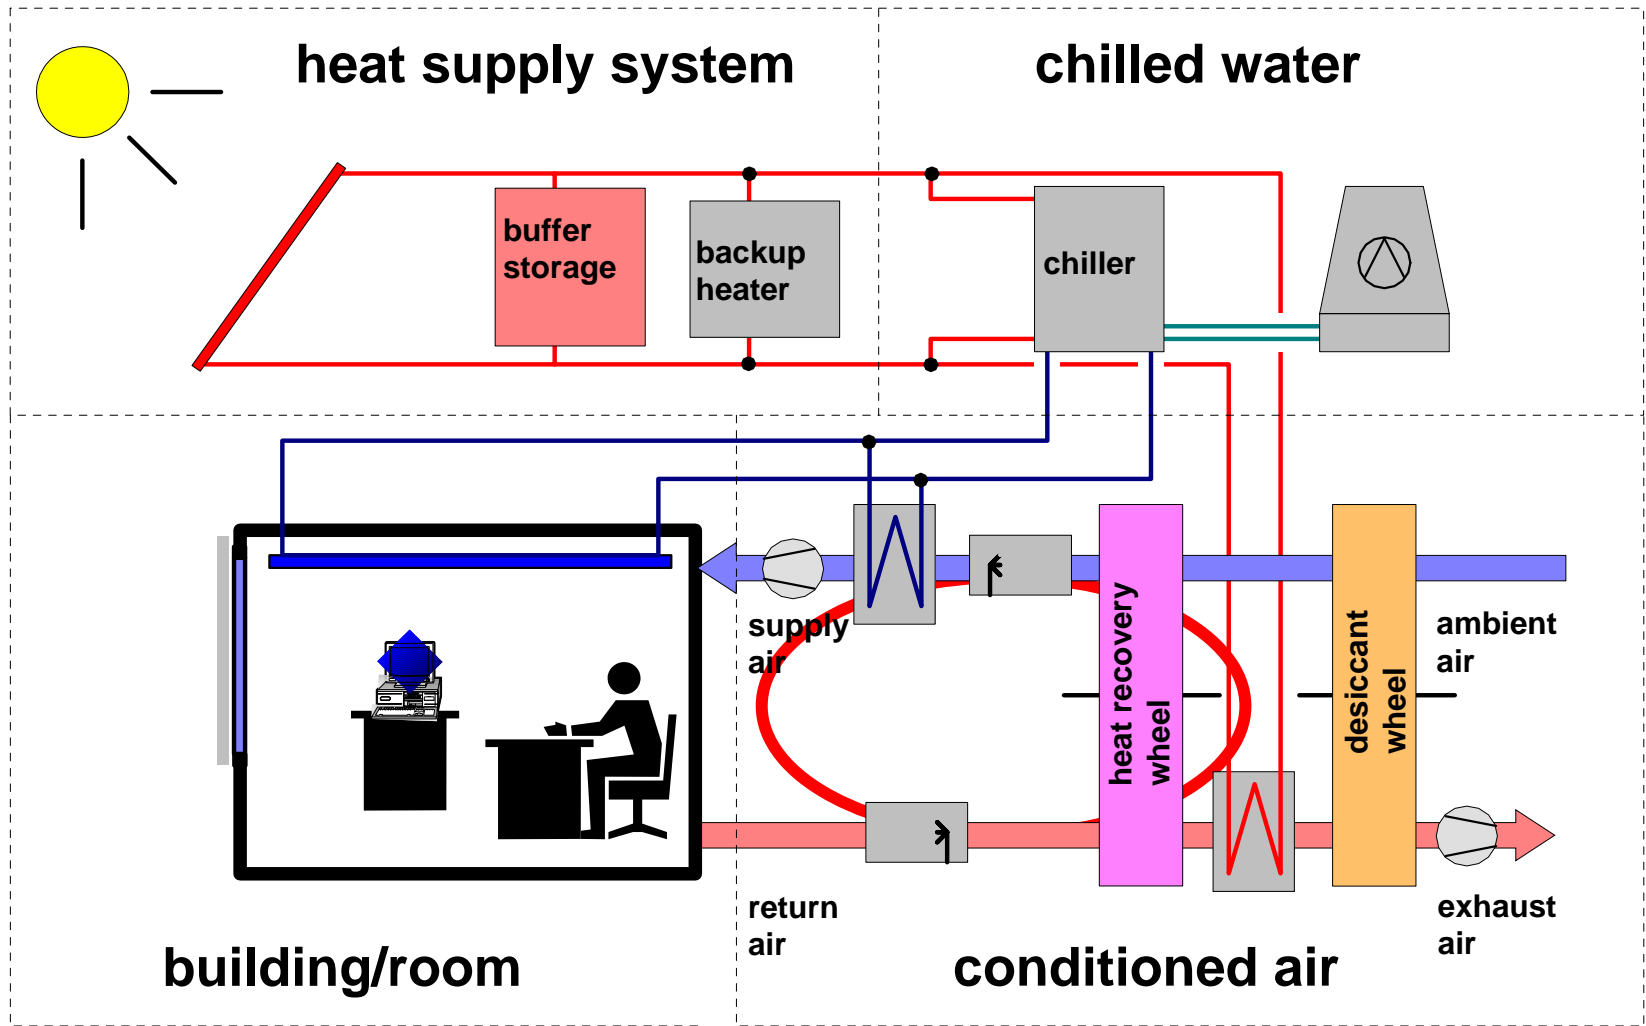 heat supply system
chilled water
buffer
storage
backup
heater
chiller
supply
air
heat recovery
wheel
desiccant
wheel
ambient
air
return
air
exhaust
air
building/room
conditioned air